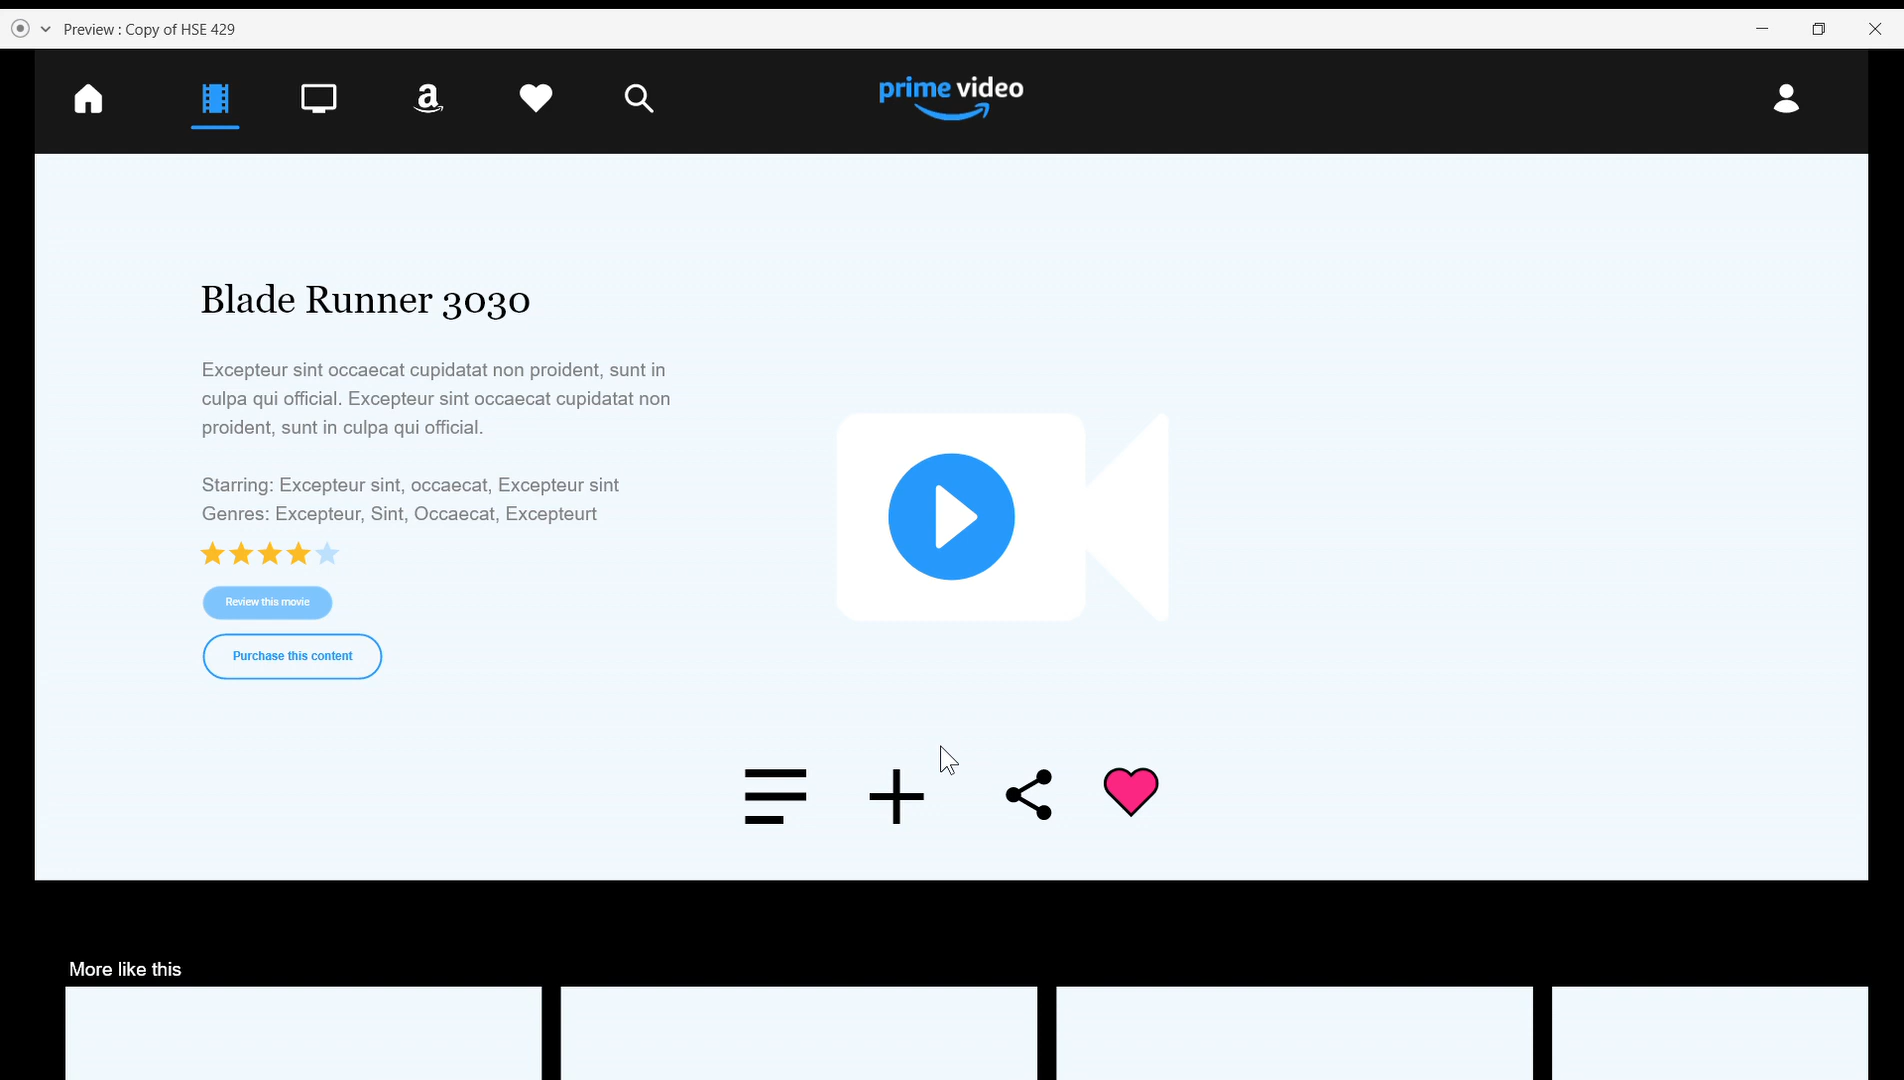 Preview : Copy of HSE 429
prime video
Blade Runner 3030
Excepteur sint occaecat cupidatat non proident, sunt in
culpa qui official. Excepteur sint occaecat cupidatat non
proident, sunt in culpa qui official.
Starring: Excepteur sint, occaecat, Excepteur sint
Genres: Excepteur, Sint, Occaecat, Excepteurt
Review this movie
Purchase this content
More like this